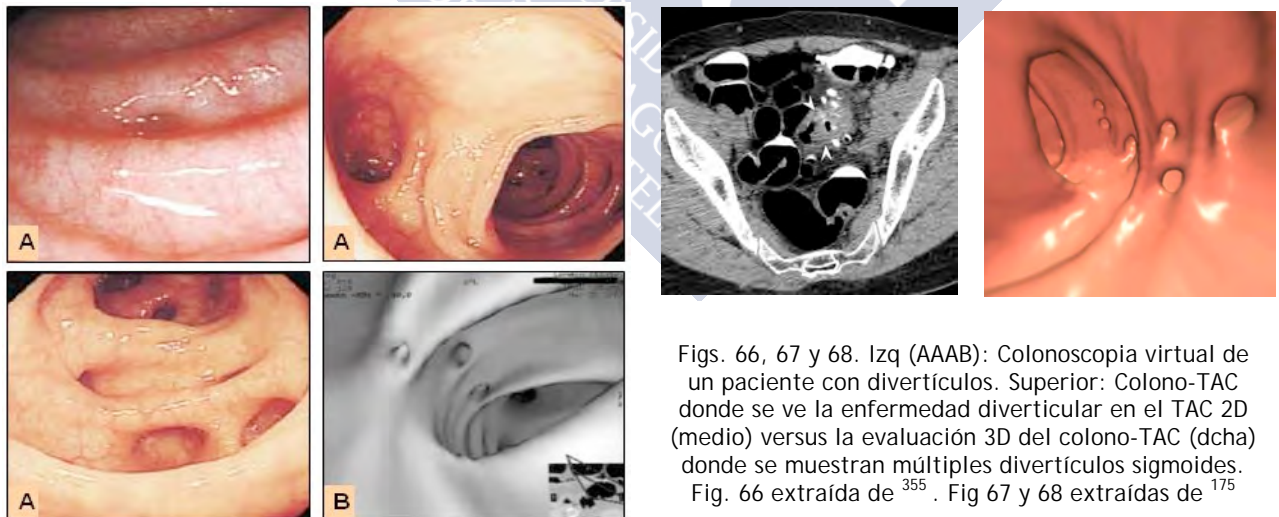 A
A
A
B
Figs. 66, 67 y 68. Izq (AAAB): Colonoscopia virtual de
un paciente con divertículos. Superior: Colono-TAC
donde se ve la enfermedad diverticular en el TAC 2D
(medio) versus la evaluación 3D del colono-TAC (dcha)
donde se muestran múltiples divertículos sigmoides.
Fig. 66 extraída de 355 . Fig 67 y 68 extraídas de 175